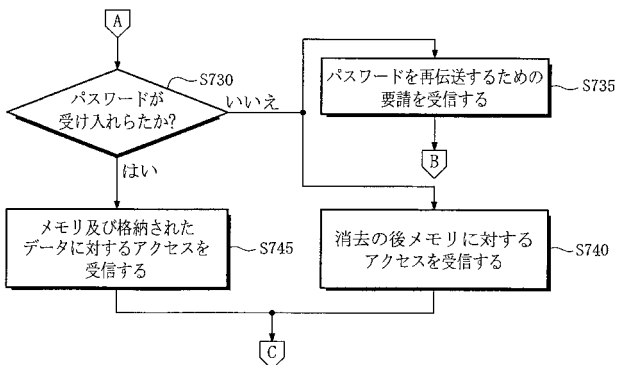 A
S730
パスワードが
受け入れらたか?
いいえ
はい
パスワードを再伝送するための
要請を受信する
S735
B
メモリ及び格納された
データに対するアクセスを
受信する
S745
消去の後メモリに対する
アクセスを受信する
S740
C